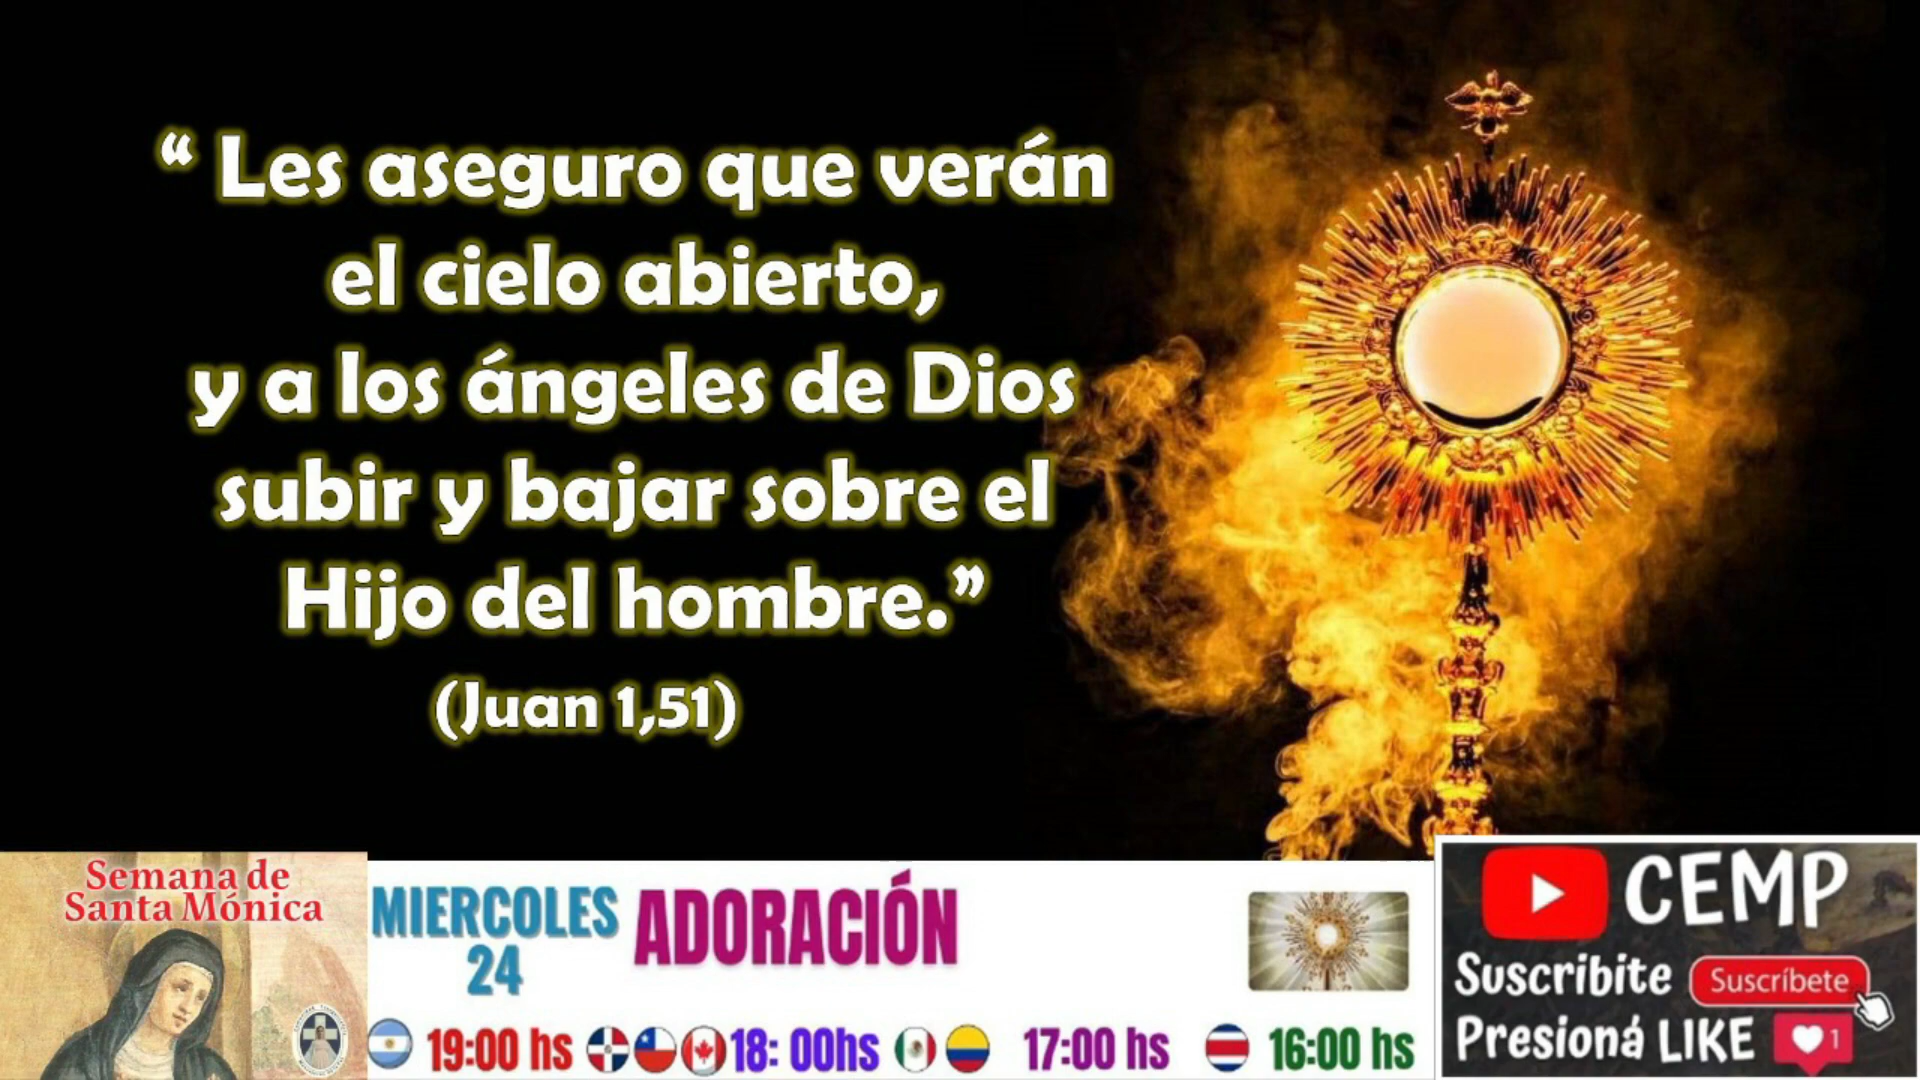 “ Les aseguro que verán
el cielo abierto,
y a los ángeles de Dios
subir y bajar sobre el
Hijo del hombre.”
(Juan 1,51)
Semana de
Santa Mónica
MIERCOLES
24
ADORACIÓN
19:00 hs
18: 00hs
17:00 hs
16:00 hs
CEMP
Suscribite
Suscríbete
Presioná LIKE
1